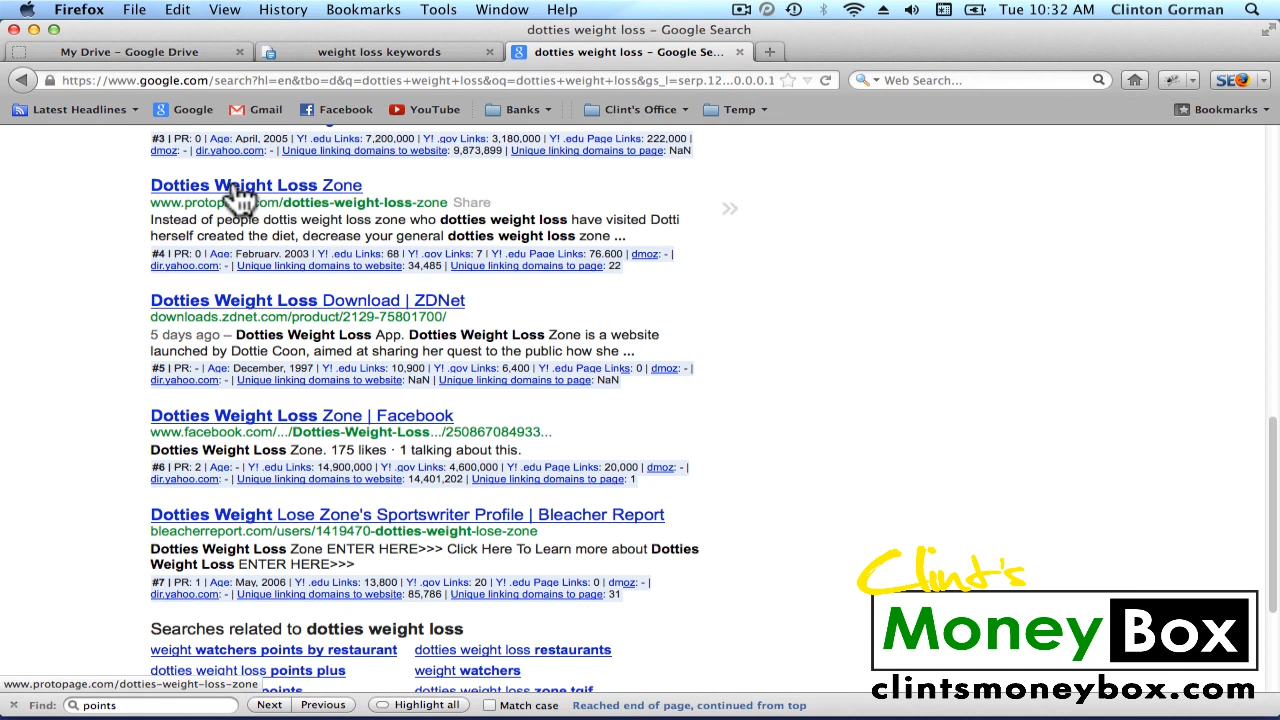 Firefox File Edit View History Bookmarks Tools Window Help Tue 10:32 AM Clinton Gorman
dotties weight loss - Google Search
My Drive - Google Drive weight loss keywords dotties weight loss - Google Se...
https://www.google.com/search?hl=en&tbo=d&q=dotties+weight+loss&oq=dotties+weight+loss&gs_l=serp.12...0.0.0.1 Web Search... SEO
Latest Headlines Google Gmail Facebook YouTube Banks Clint's Office Temp Bookmarks
#3 | PR: 0 | Age: April, 2005 | Y! .edu Links: 7,200,000 | Y! .gov Links: 3,180,000 | Y! .edu Page Links: 222,000 |
dmoz: - | dir.yahoo.com: - | Unique linking domains to website: 9,873,899 | Unique linking domains to page: NaN
Dotties Weight Loss Zone
www.protop com/dotties-weight-loss-zone Share
Instead of people dottis weight loss zone who dotties weight loss have visited Dotti
herself created the diet, decrease your general dotties weight loss zone ...
#4 | PR: 0 | Age: February, 2003 | Y! .edu Links: 68 | Y! .gov Links: 7 | Y! .edu Page Links: 76,600 | dmoz: - |
dir.yahoo.com: - | Unique linking domains to website: 34,485 | Unique linking domains to page: 22
Dotties Weight Loss Download | ZDNet
downloads.zdnet.com/product/2129-75801700/
5 days ago – Dotties Weight Loss App. Dotties Weight Loss Zone is a website
launched by Dottie Coon, aimed at sharing her quest to the public how she ...
#5 | PR: - | Age: December, 1997 | Y! .edu Links: 10,900 | Y! .gov Links: 6,400 | Y! .edu Page Links: 0 | dmoz: - |
dir.yahoo.com: - | Unique linking domains to website: NaN | Unique linking domains to page: NaN
Dotties Weight Loss Zone | Facebook
www.facebook.com/.../Dotties-Weight-Loss.../250867084933...
Dotties Weight Loss Zone. 175 likes · 1 talking about this.
#6 | PR: 2 | Age: - | Y! .edu Links: 14,900,000 | Y! .gov Links: 4,600,000 | Y! .edu Page Links: 20,000 | dmoz: - |
dir.yahoo.com: - | Unique linking domains to website: 14,401,202 | Unique linking domains to page: 1
Dotties Weight Lose Zone's Sportswriter Profile | Bleacher Report
bleacherreport.com/users/1419470-dotties-weight-lose-zone
Dotties Weight Loss Zone ENTER HERE>>> Click Here To Learn more about Dotties
Weight Loss ENTER HERE>>>
#7 | PR: 1 | Age: May, 2006 | Y! .edu Links: 13,800 | Y! .gov Links: 20 | Y! .edu Page Links: 0 | dmoz: - |
dir.yahoo.com: - | Unique linking domains to website: 85,786 | Unique linking domains to page: 31
Searches related to dotties weight loss
weight watchers points by restaurant dotties weight loss restaurants
dotties weight loss points plus weight watchers
points dotties weight loss zone tgif
www.protopage.com/dotties-weight-loss-zone
Find: points Next Previous Highlight all Match case Reached end of page, continued from top
Clint's
Money Box
clintsmoneybox.com